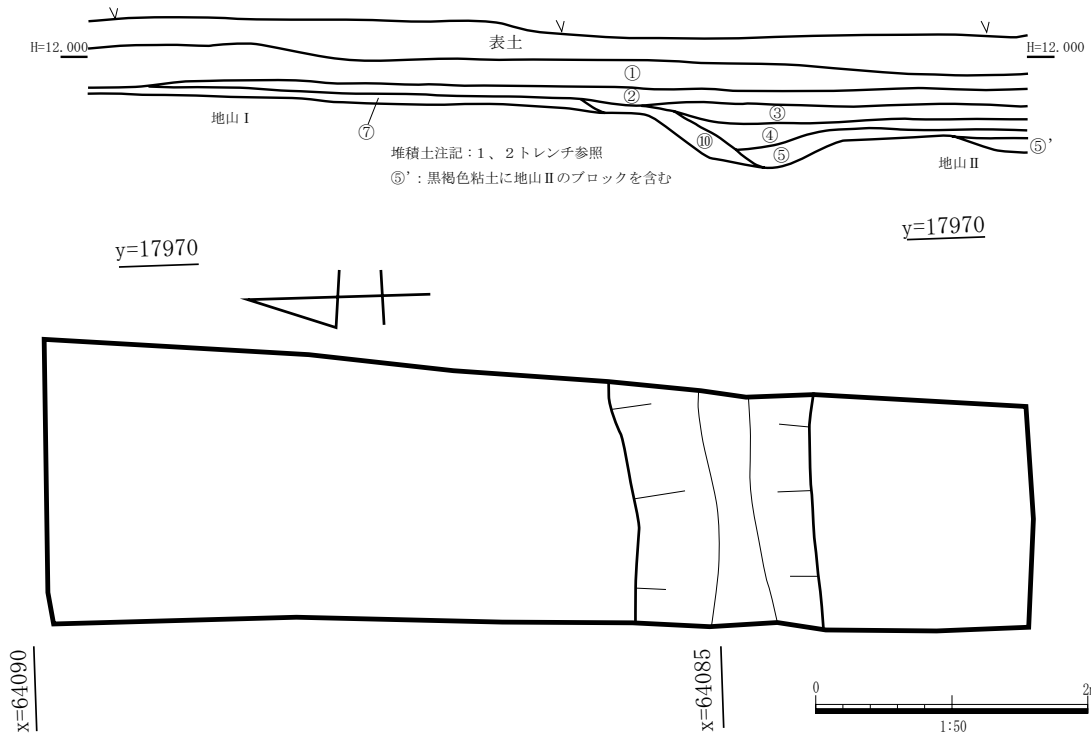 表土
H=12.000
H=12.000
①
②
③
④
⑤
⑤’
⑦
⑩
地山Ⅰ
地山Ⅱ
堆積土注記：1、2トレンチ参照
⑤’：黒褐色粘土に地山Ⅱのブロックを含む
y=17970
y=17970
x=64090
x=64085
0
1:50